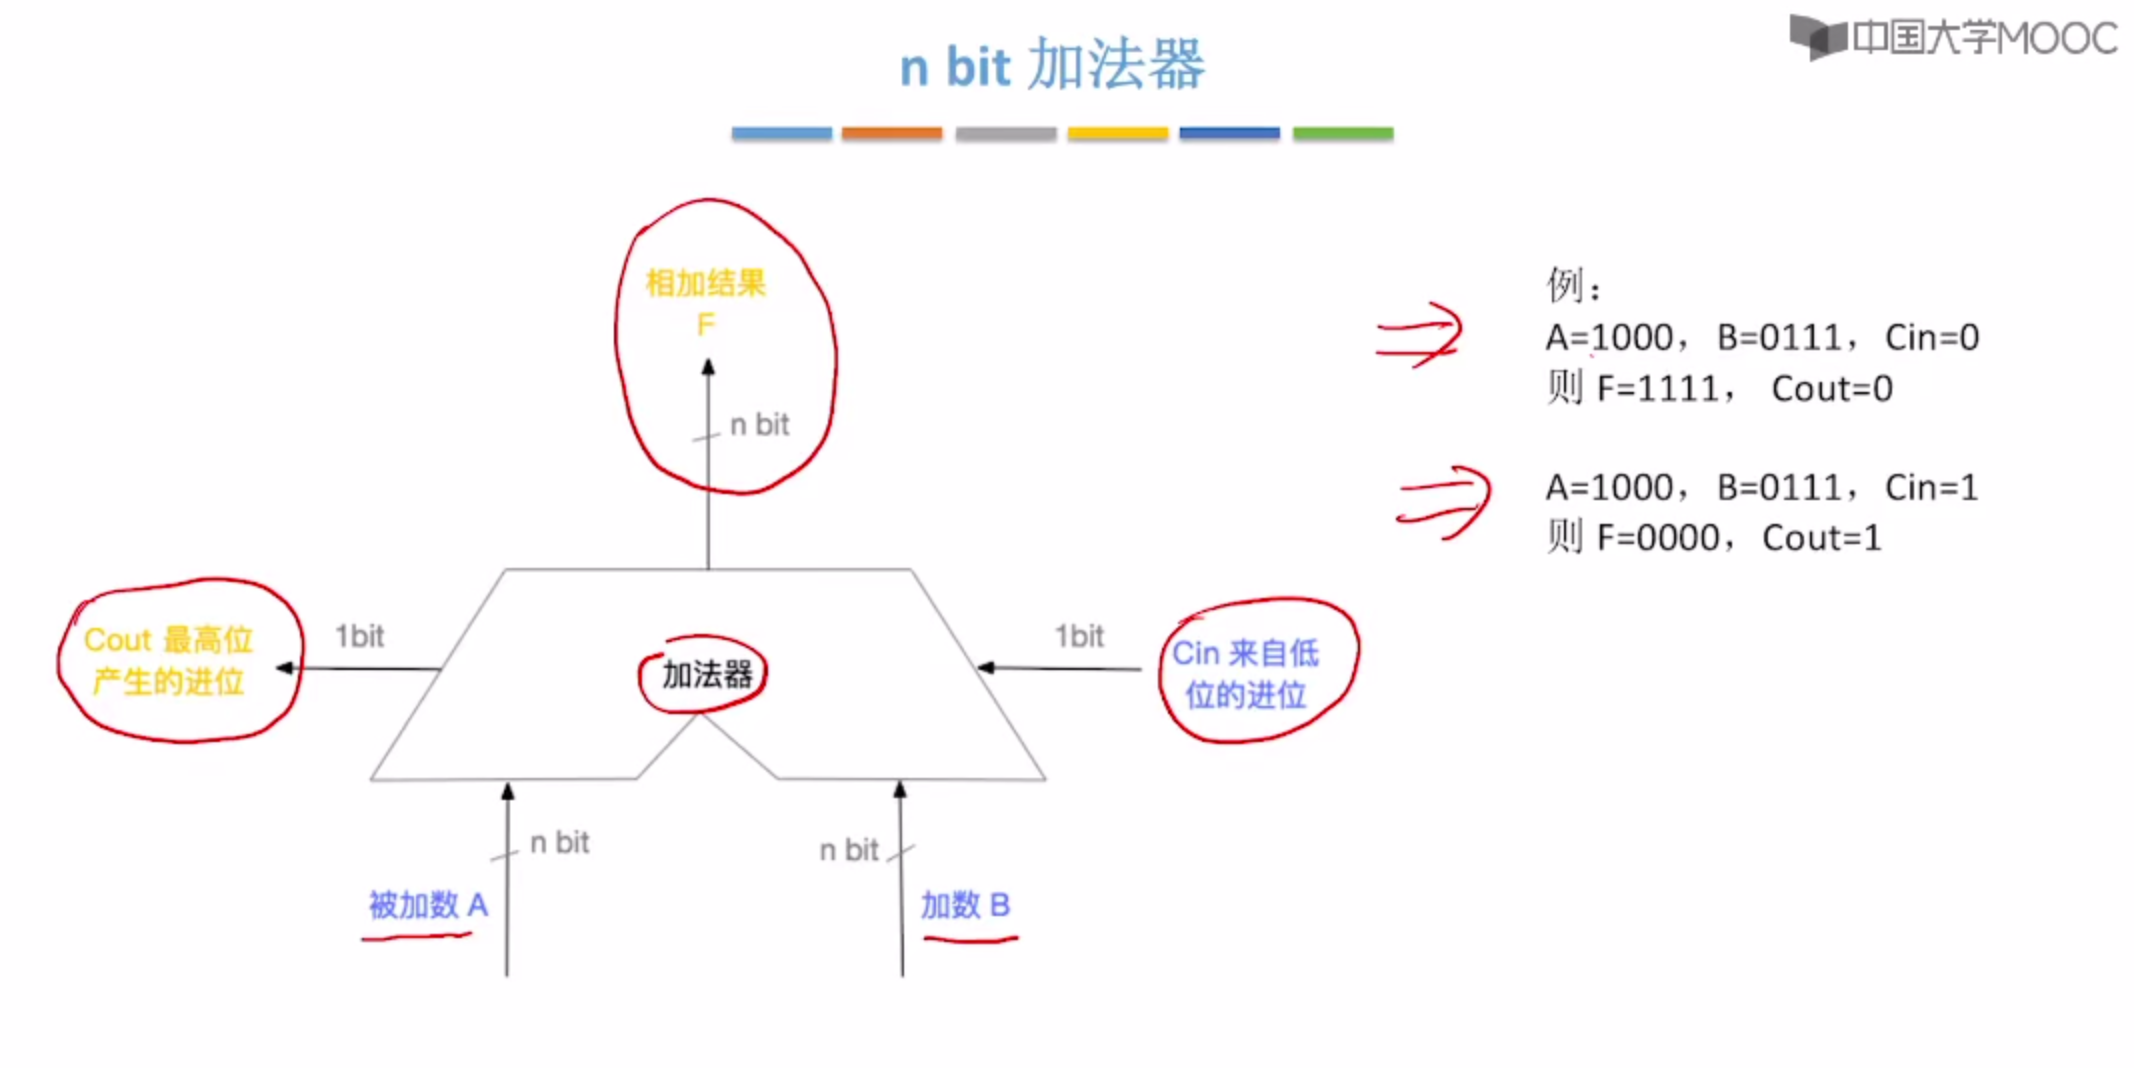 中国大学MOOC
n bit 加法器
相加结果
F
n bit
例：
A=1000， B=0111， Cin=0
则 F=1111， Cout=0
A=1000， B=0111， Cin=1
则 F=0000， Cout=1
Cout 最高位
产生的进位
1bit
加法器
1bit
Cin 来自低
位的进位
n bit
n bit
被加数 A
加数 B